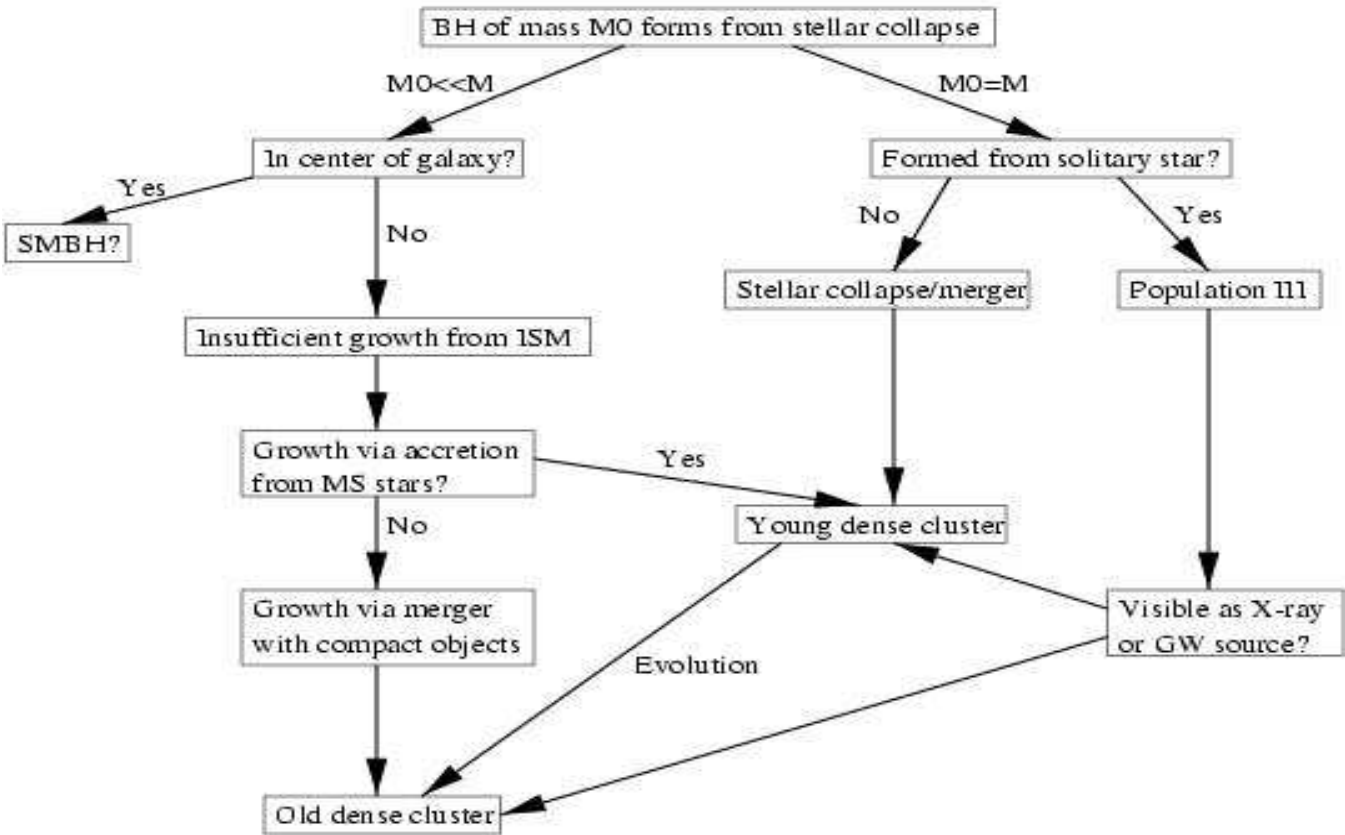 BH of mass M0 forms from stellar collapse
M0<<M
M0=M
In center of galaxy?
Formed from solitary star?
Yes
No
No
Yes
SMBH?
Stellar collapse/merger
Population III
Insufficient growth from ISM
Growth via accretion
from MS stars?
Yes
No
Young dense cluster
Growth via merger
with compact objects
Visible as X-ray
or GW source?
Evolution
Old dense cluster